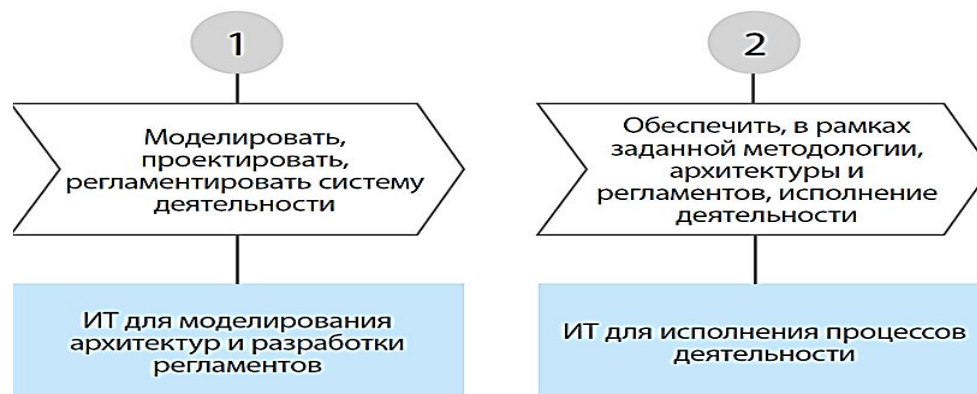 1
Моделировать,
проектировать,
регламентировать систему
деятельности
ИТ для моделирования
архитектур и разработки
регламентов
2
Обеспечить, в рамках
заданной методологии,
архитектуры и
регламентов, исполнение
деятельности
ИТ для исполнения процессов
деятельности